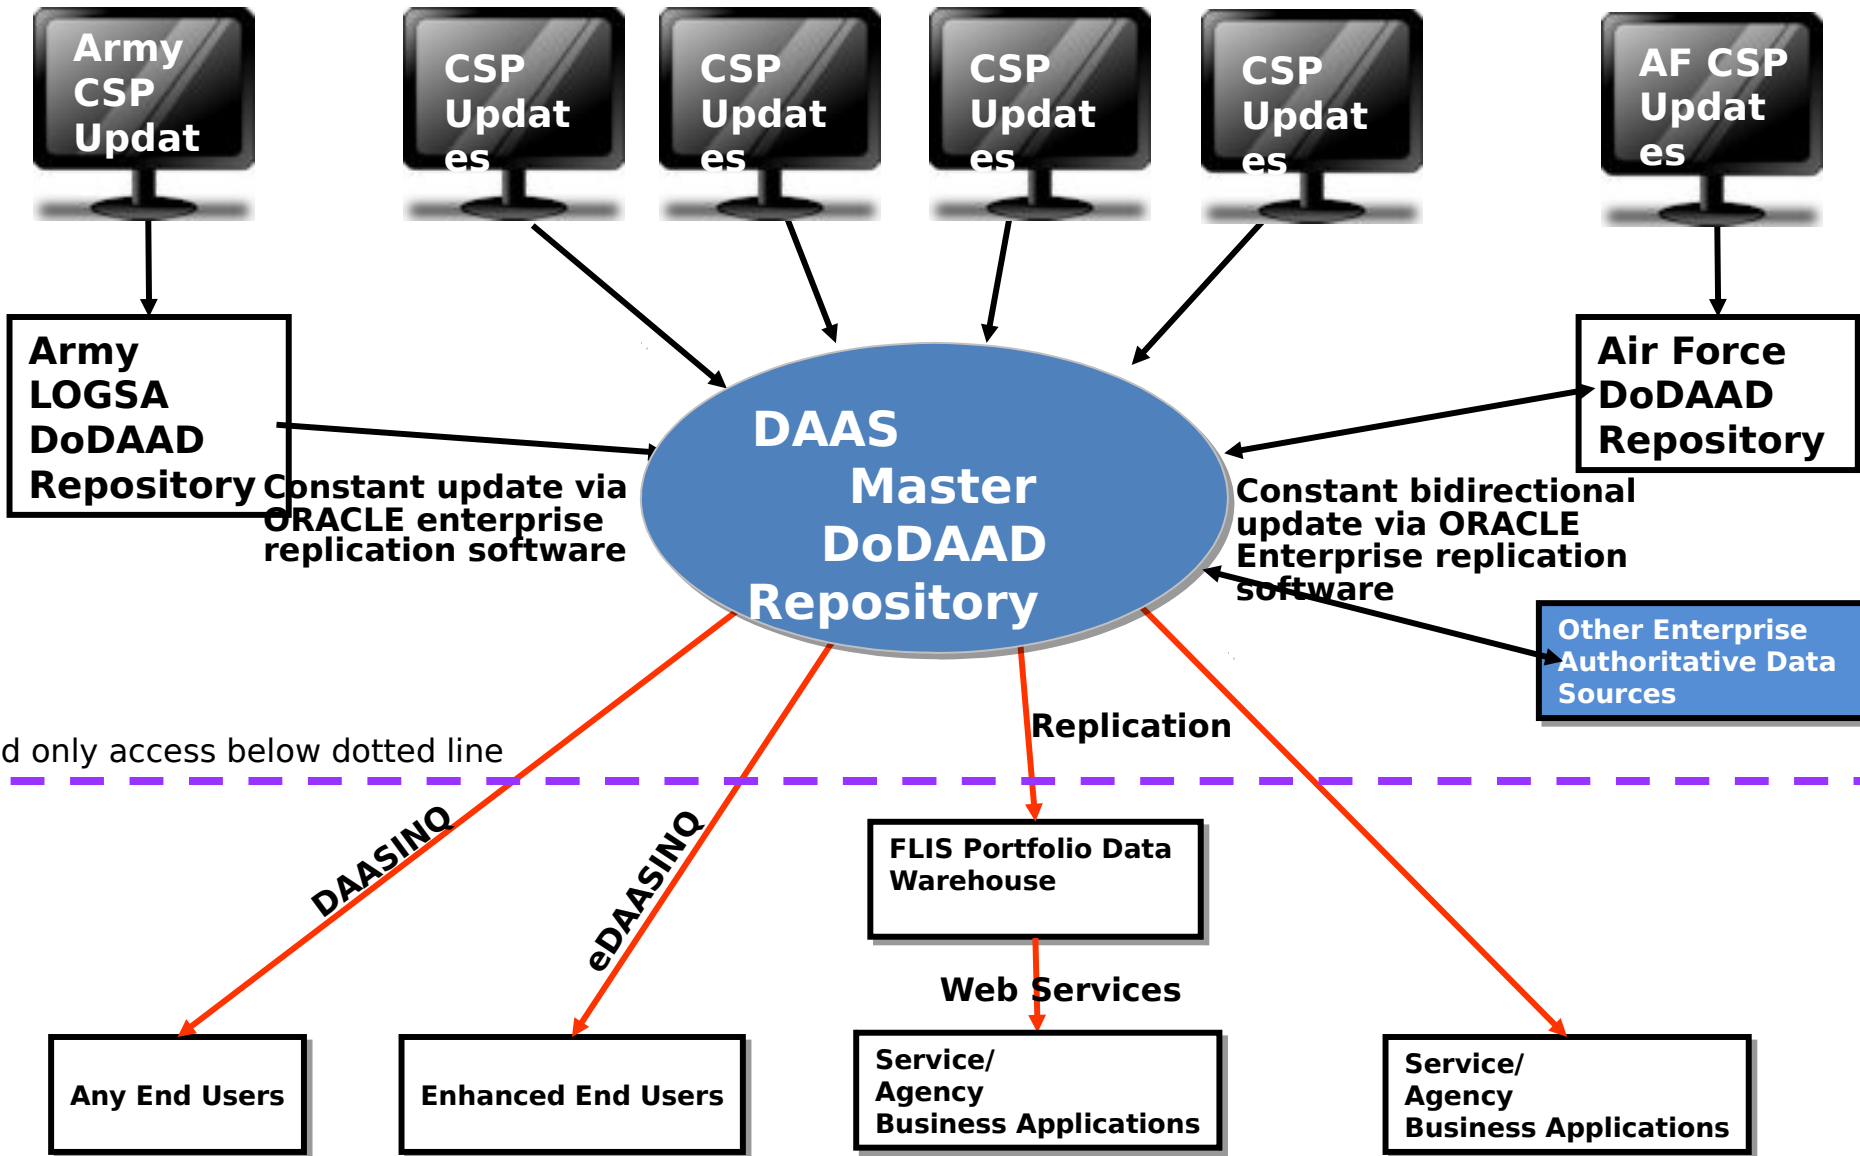 Army
CSP
Updat
CSP
Updat
es
CSP
Updat
es
CSP
Updat
es
CSP
Updat
es
AF CSP
Updat
es
Army
LOGSA
DoDAAD
Repository
Air Force
DoDAAD
Repository
DAAS
Master
DoDAAD
Repository
Constant update via
ORACLE enterprise
replication software
Constant bidirectional
update via ORACLE
Enterprise replication
software
Other Enterprise
Authoritative Data
Sources
Replication
d only access below dotted line
DAASINQ
eDAASINQ
FLIS Portfolio Data
Warehouse
Web Services
Any End Users
Enhanced End Users
Service/
Agency
Business Applications
Service/
Agency
Business Applications